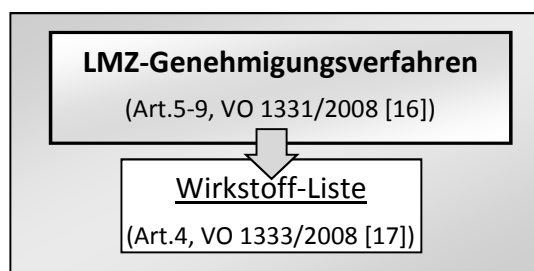 LMZ-Genehmigungsverfahren
(Art.5-9, VO 1331/2008 [16])
Wirkstoff-Liste
(Art.4, VO 1333/2008 [17])